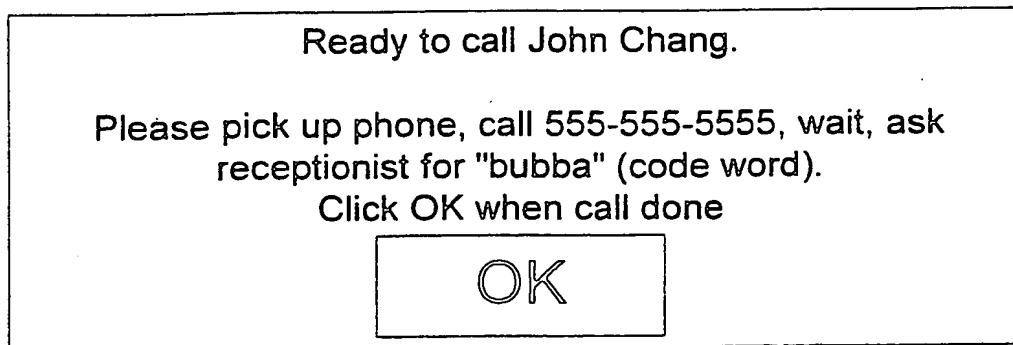 Ready to call John Chang.
Please pick up phone, call 555-555-5555, wait, ask
receptionist for "bubba" (code word).
Click OK when call done
OK